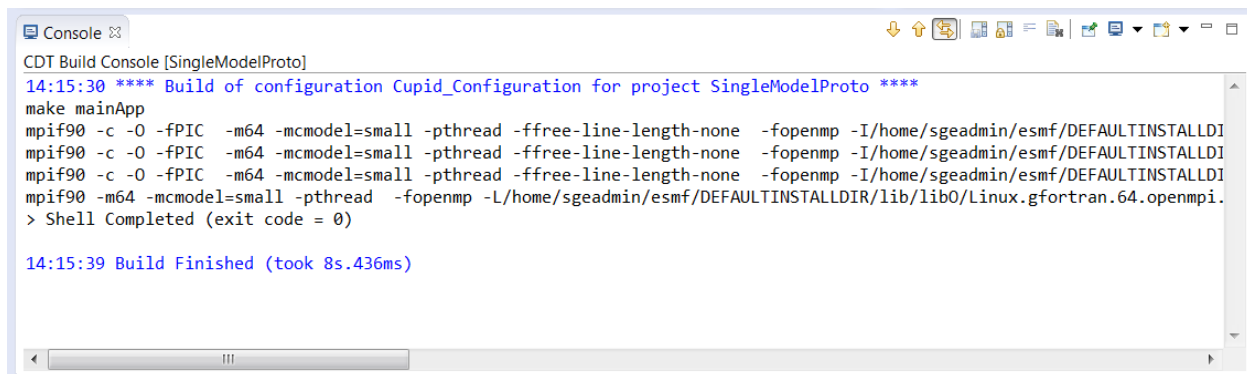 Console
CDT Build Console [SingleModelProto]
14:15:30 **** Build of configuration Cupid_Configuration for project SingleModelProto ****
make mainApp
mpif90 -c -O -fPIC  -m64 -mcmodel=small -pthread -ffree-line-length-none  -fopenmp -I/home/sgeadmin/esmf/DEFAULTINSTALLDI
mpif90 -c -O -fPIC  -m64 -mcmodel=small -pthread -ffree-line-length-none  -fopenmp -I/home/sgeadmin/esmf/DEFAULTINSTALLDI
mpif90 -c -O -fPIC  -m64 -mcmodel=small -pthread -ffree-line-length-none  -fopenmp -I/home/sgeadmin/esmf/DEFAULTINSTALLDI
mpif90 -m64 -mcmodel=small -pthread  -fopenmp -L/home/sgeadmin/esmf/DEFAULTINSTALLDIR/lib/libO/Linux.gfortran.64.openmpi.
> Shell Completed (exit code = 0)
14:15:39 Build Finished (took 8s.436ms)